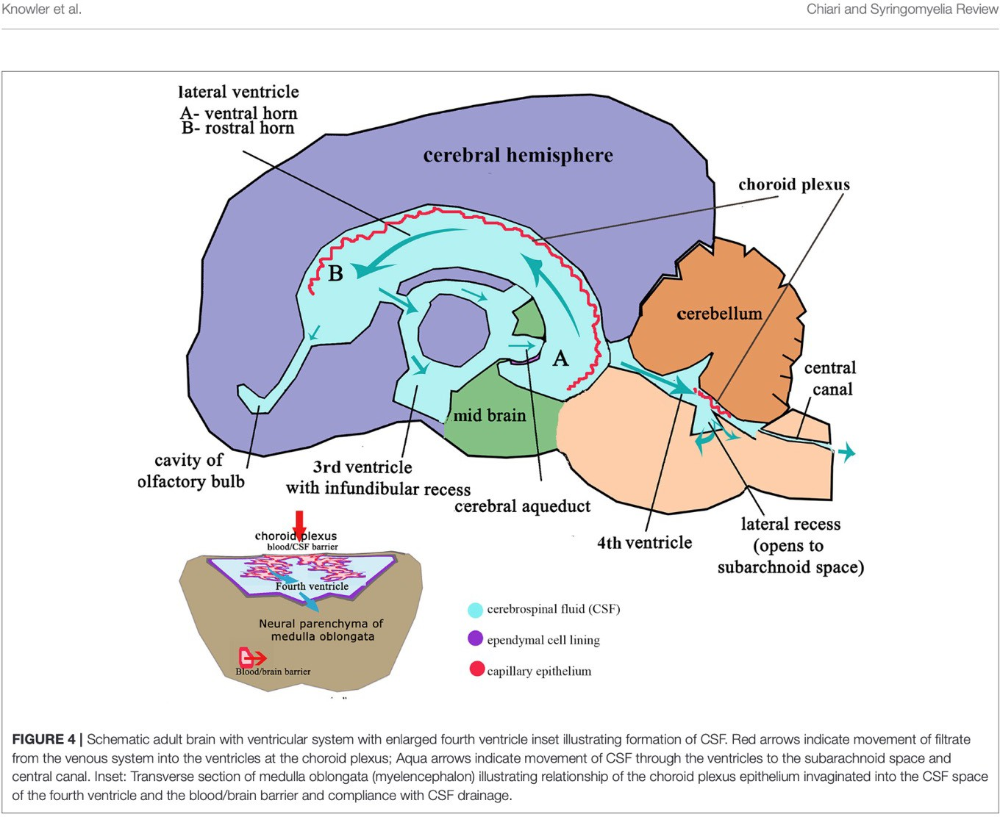 Knowler et al.
Chiari and Syringomyelia Review
lateral ventricle
A- ventral horn
B- rostral horn
cerebral hemisphere
choroid plexus
B
cerebellum
A
central
canal
mid brain
cavity of
olfactory bulb
3rd ventricle
with infundibular recess
cerebral aqueduct
lateral recess
(opens to
subarchnoid space)
4th ventricle
choroid plexus
blood/CSF barrier
Fourth ventricle
Neural parenchyma of
medulla oblongata
Blood/brain barrier
cerebrospinal fluid (CSF)
ependymal cell lining
capillary epithelium
FIGURE 4 | Schematic adult brain with ventricular system with enlarged fourth ventricle inset illustrating formation of CSF. Red arrows indicate movement of filtrate
from the venous system into the ventricles at the choroid plexus; Aqua arrows indicate movement of CSF through the ventricles to the subarachnoid space and
central canal. Inset: Transverse section of medulla oblongata (myelencephalon) illustrating relationship of the choroid plexus epithelium invaginated into the CSF space
of the fourth ventricle and the blood/brain barrier and compliance with CSF drainage.